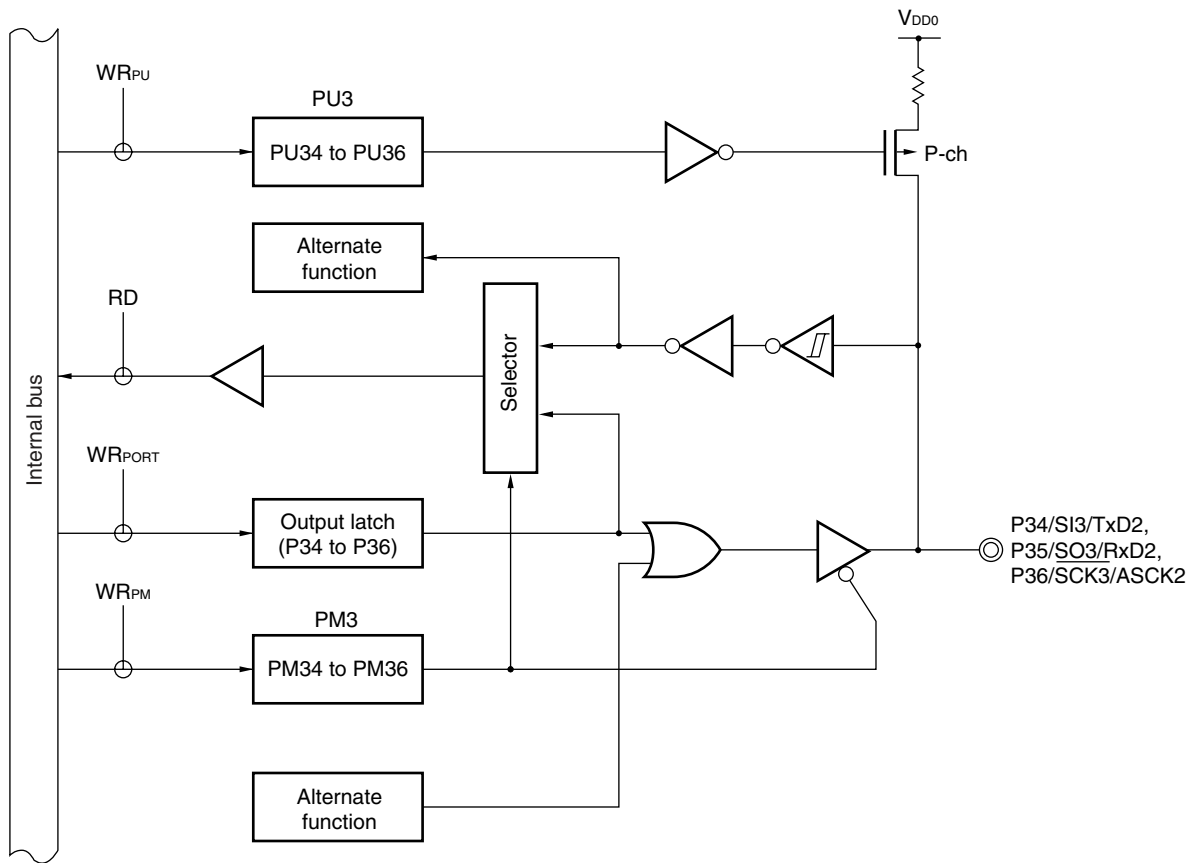 VDD0
WRPU
PU3
PU34 to PU36
P-ch
Alternate
function
RD
Selector
Internal bus
WRPORT
Output latch
(P34 to P36)
P34/SI3/TxD2,
P35/SO3/RxD2,
P36/SCK3/ASCK2
WRPM
PM3
PM34 to PM36
Alternate
function